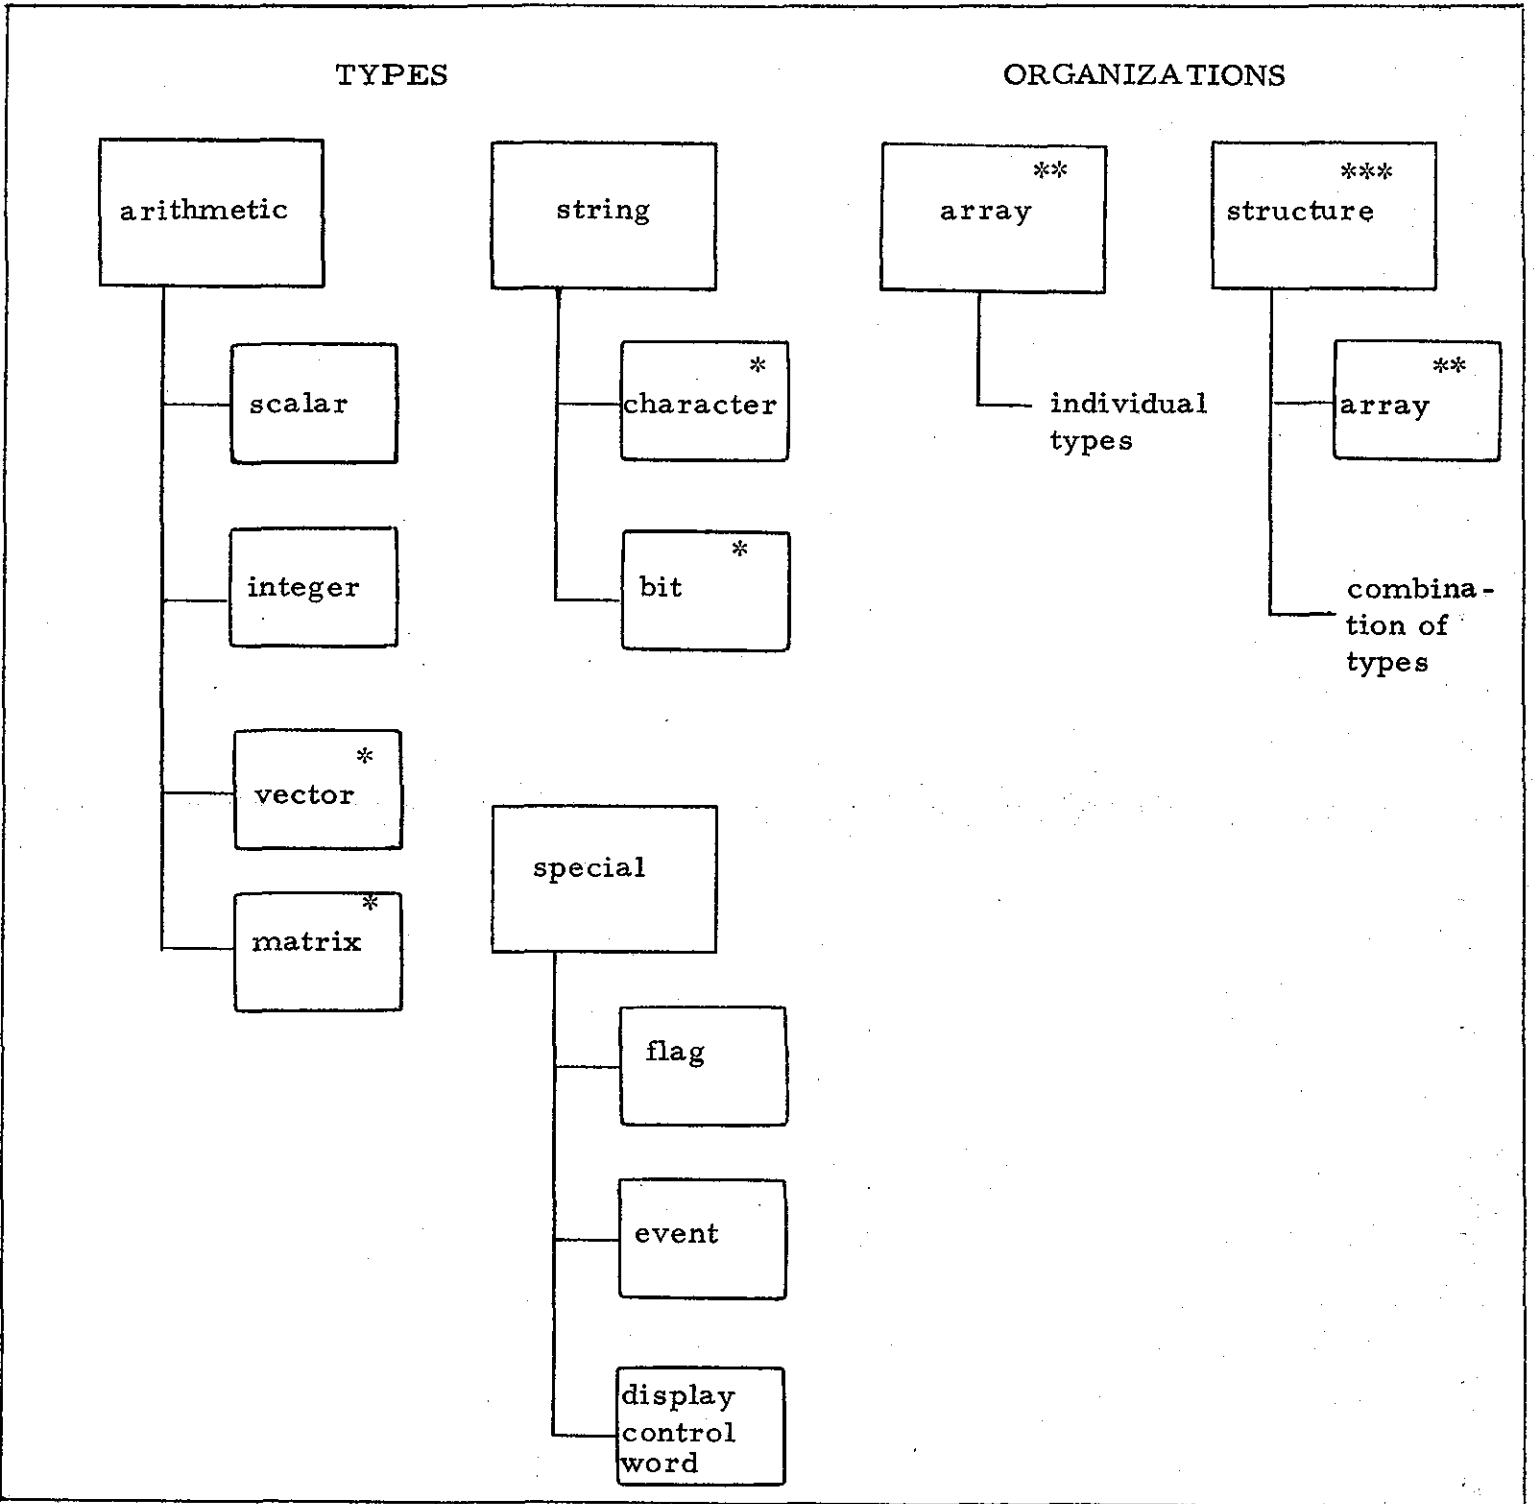 TYPES
ORGANIZATIONS
arithmetic
scalar
integer
*
vector
*
matrix
string
*
character
*
bit
special
flag
event
display
control
word
**
array
individual
types
***
structure
**
array
combina-
tion of
types